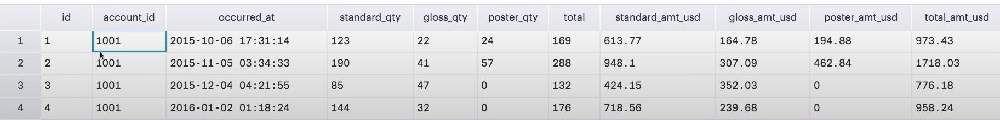 id account_id occurred_at standard_qty gloss_qty poster_qty total standard_amt_usd gloss_amt_usd poster_amt_usd total_amt_usd
1 1 1001 2015-10-06 17:31:14 123 22 24 169 613.77 164.78 194.88 973.43
2 2 1001 2015-11-05 03:34:33 190 41 57 288 948.1 307.09 462.84 1718.03
3 3 1001 2015-12-04 04:21:55 85 47 0 132 424.15 352.03 0 776.18
4 4 1001 2016-01-02 01:18:24 144 32 0 176 718.56 239.68 0 958.24